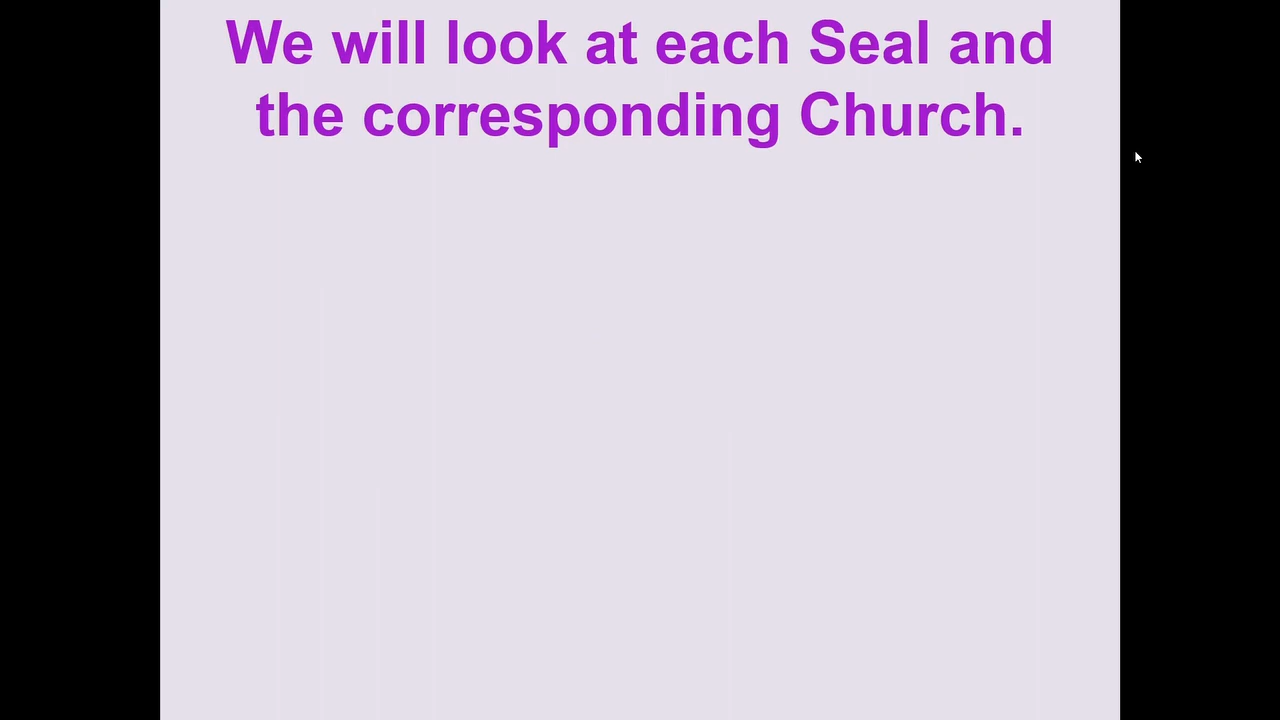 We will look at each Seal and
the corresponding Church.